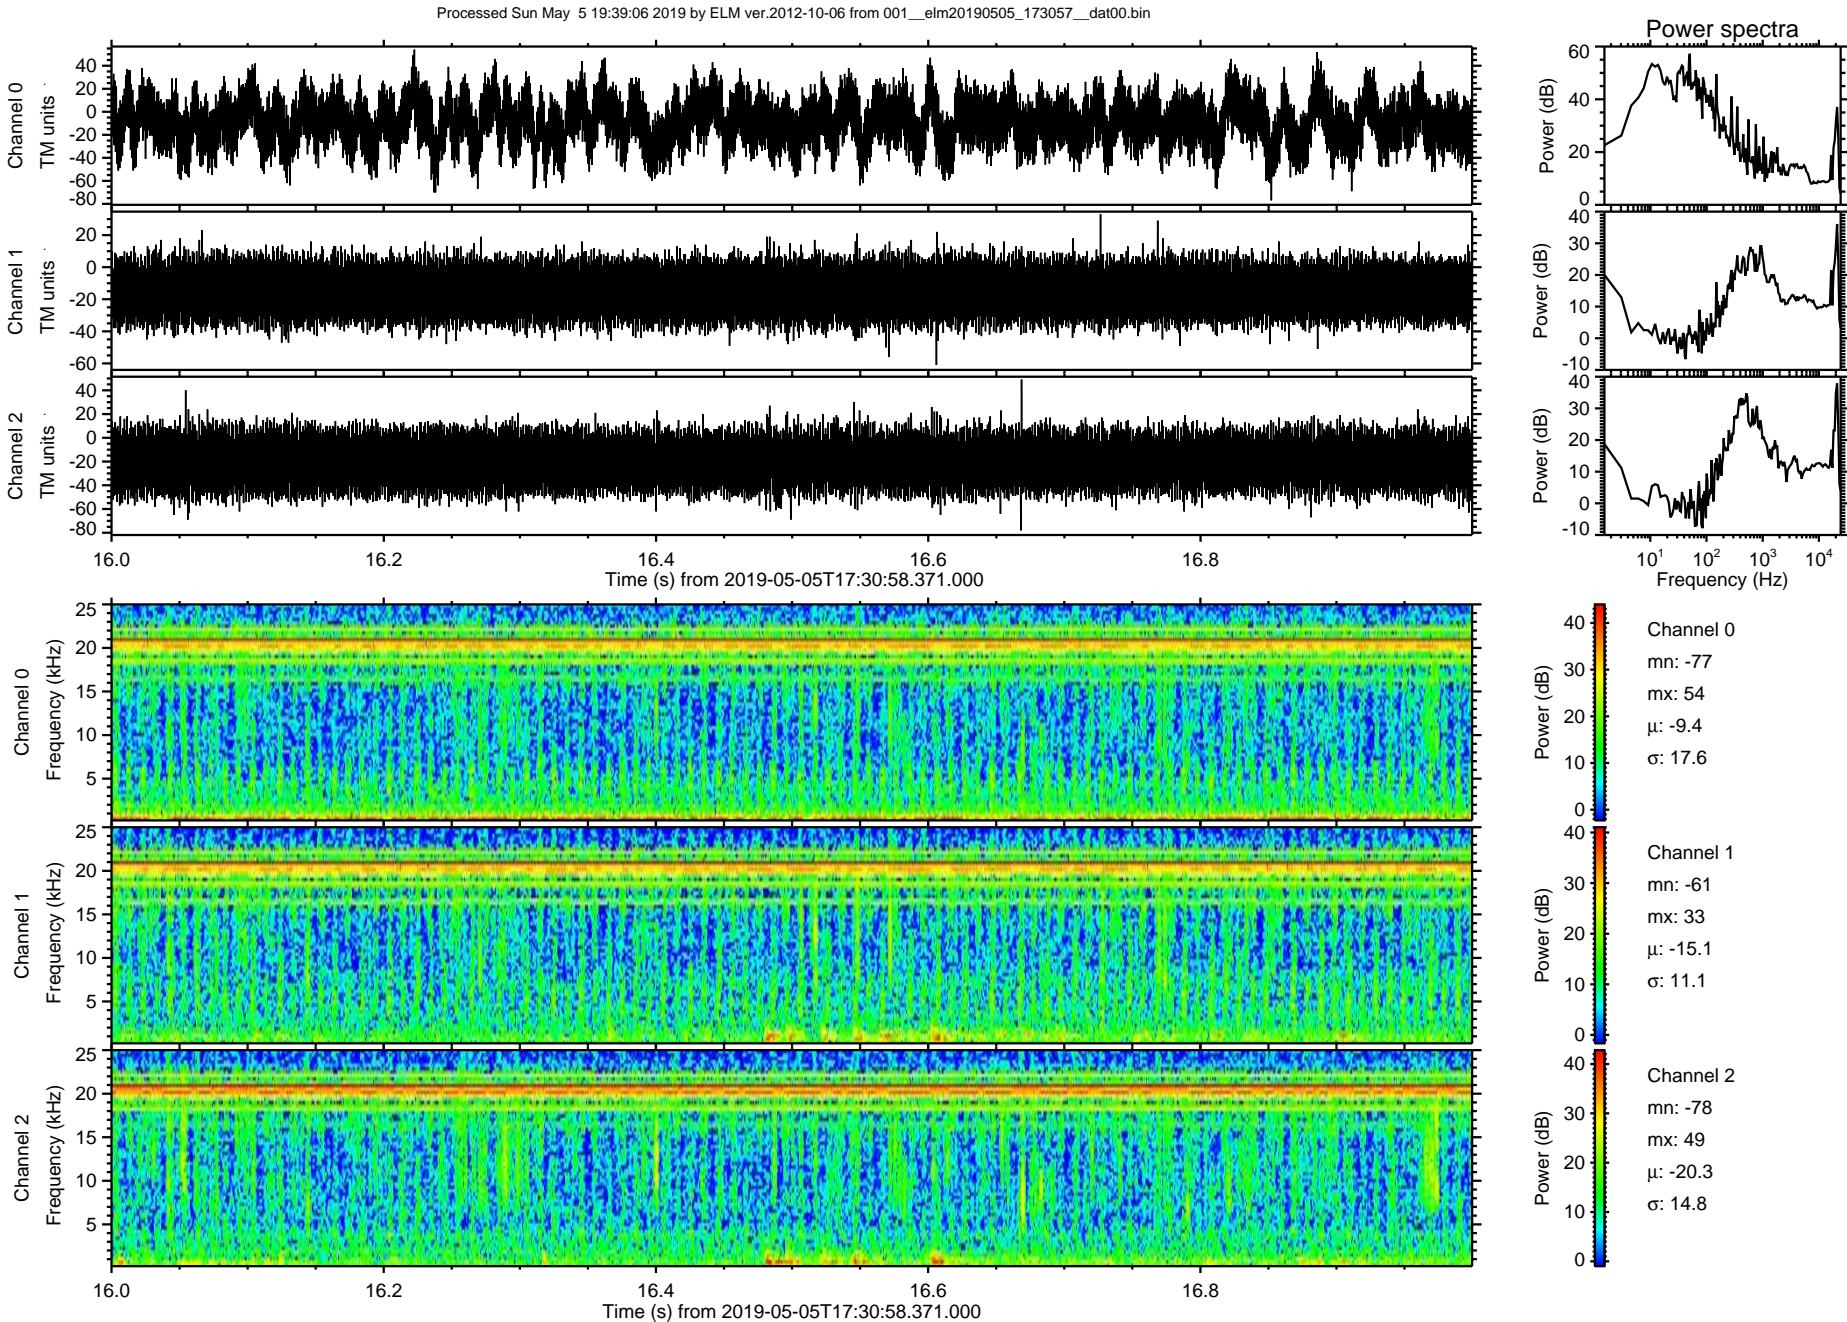 Processed Sun May  5 19:39:06 2019 by ELM ver.2012-10-06 from 001__elm20190505_173057__dat00.bin
Power spectra
Channel 0
TM units
40
20
0
-20
-40
-60
-80
Power (dB)
60
40
20
0
Channel 1
TM units
20
0
-20
-40
-60
Power (dB)
40
30
20
10
0
-10
Channel 2
TM units
40
20
0
-20
-40
-60
-80
Power (dB)
40
30
20
10
0
-10
16.0 16.2 16.4 16.6 16.8
Time (s) from 2019-05-05T17:30:58.371.000
10^1 10^2 10^3 10^4
Frequency (Hz)
Channel 0
Frequency (kHz)
25
20
15
10
5
Power (dB)
40
30
20
10
0
Channel 0
mn: -77
mx: 54
μ: -9.4
σ: 17.6
Channel 1
Frequency (kHz)
25
20
15
10
5
Power (dB)
40
30
20
10
0
Channel 1
mn: -61
mx: 33
μ: -15.1
σ: 11.1
Channel 2
Frequency (kHz)
25
20
15
10
5
Power (dB)
40
30
20
10
0
Channel 2
mn: -78
mx: 49
μ: -20.3
σ: 14.8
16.0 16.2 16.4 16.6 16.8
Time (s) from 2019-05-05T17:30:58.371.000